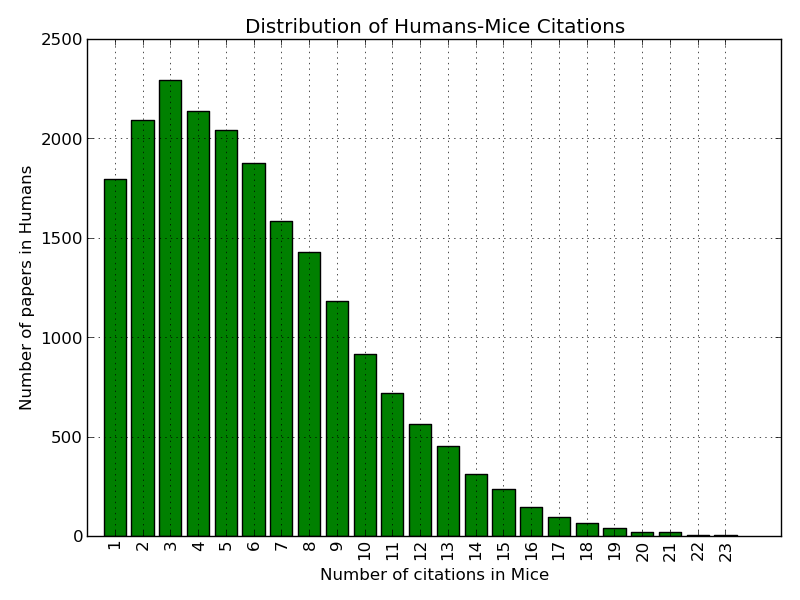 Distribution of Humans-Mice Citations
2500
2000
1500
1000
500
0
Number of papers in Humans
1 2 3 4 5 6 7 8 9 10 11 12 13 14 15 16 17 18 19 20 21 22 23
Number of citations in Mice